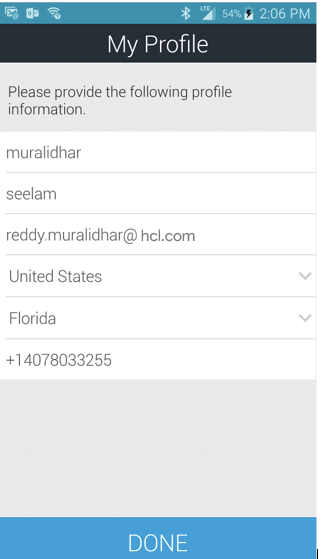 LTE 54% 2:06 PM
My Profile
Please provide the following profile
information.
muralidhar
seelam
reddy.muralidhar@ hcl.com
United States
Florida
+14078033255
DONE